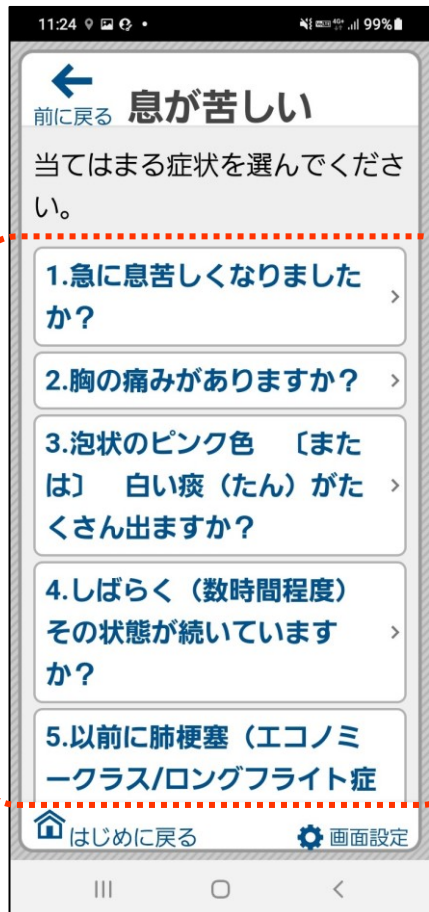 11:24
99%
前に戻る
息が苦しい
当てはまる症状を選んでくださ
い。
1.急に息苦しくなりました
か？
2.胸の痛みがありますか？
3.泡状のピンク色　〔また
は〕　白い痰（たん）がた
くさん出ますか？
4.しばらく（数時間程度）
その状態が続いています
か？
5.以前に肺梗塞（エコノミ
ークラス/ロングフライト症
はじめに戻る
画面設定